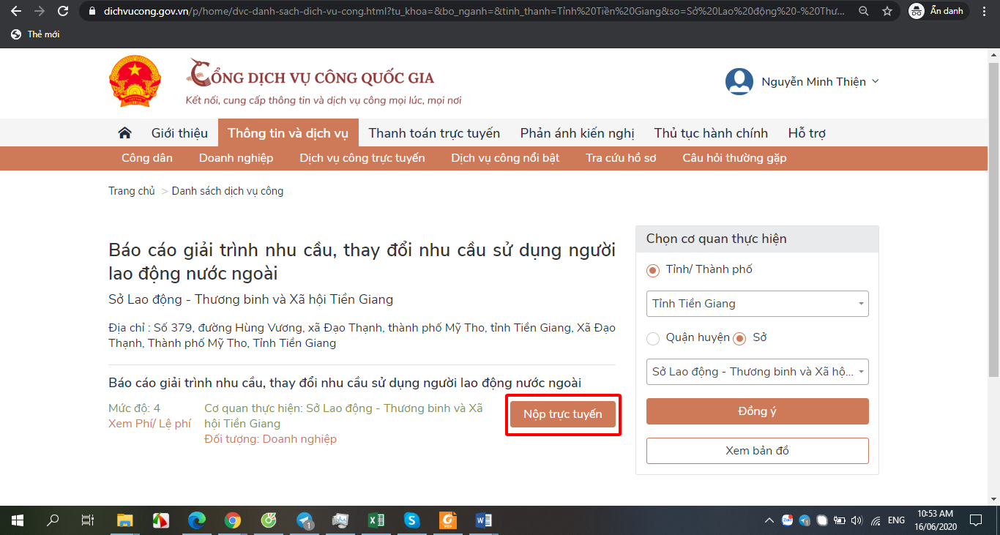 dichvucong.gov.vn/p/home/dvc-danh-sach-dich-vu-cong.html?tu_khoa=&bo_nganh=&tinh_thanh=Tỉnh%20Tiền%20Giang&so=Sở%20Lao%20động%20-%20Thư...
Ẩn danh
Thẻ mới
CỔNG DỊCH VỤ CÔNG QUỐC GIA
Kết nối, cung cấp thông tin và dịch vụ công mọi lúc, mọi nơi
Nguyễn Minh Thiện
Giới thiệu Thông tin và dịch vụ Thanh toán trực tuyến Phản ánh kiến nghị Thủ tục hành chính Hỗ trợ
Công dân Doanh nghiệp Dịch vụ công trực tuyến Dịch vụ công nổi bật Tra cứu hồ sơ Câu hỏi thường gặp
Trang chủ > Danh sách dịch vụ công
Báo cáo giải trình nhu cầu, thay đổi nhu cầu sử dụng người
lao động nước ngoài
Sở Lao động - Thương binh và Xã hội Tiền Giang
Địa chỉ : Số 379, đường Hùng Vương, xã Đạo Thạnh, thành phố Mỹ Tho, tỉnh Tiền Giang, Xã Đạo
Thạnh, Thành phố Mỹ Tho, Tỉnh Tiền Giang
Báo cáo giải trình nhu cầu, thay đổi nhu cầu sử dụng người lao động nước ngoài
Mức độ: 4
Xem Phí/ Lệ phí
Cơ quan thực hiện: Sở Lao động - Thương binh và Xã
hội Tiền Giang
Đối tượng: Doanh nghiệp
Nộp trực tuyến
Chọn cơ quan thực hiện
Tỉnh/ Thành phố
Tỉnh Tiền Giang
Quận huyện Sở
Sở Lao động - Thương binh và Xã hộ...
Đồng ý
Xem bản đồ
ENG
10:53 AM
16/06/2020